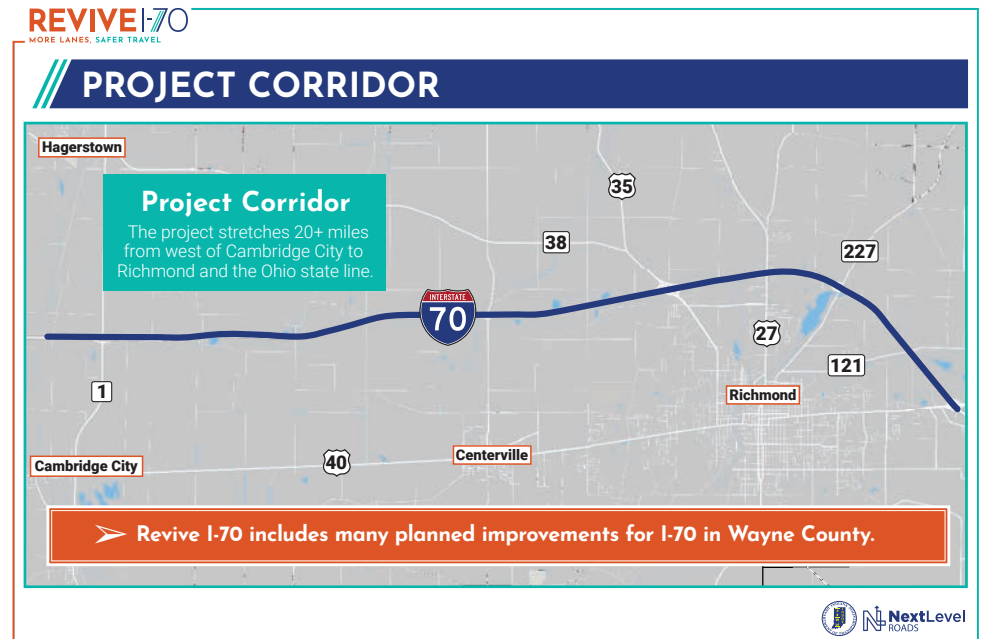 REVIVE I-70
MORE LANES, SAFER TRAVEL
PROJECT CORRIDOR
Hagerstown
Project Corridor
The project stretches 20+ miles
from west of Cambridge City to
Richmond and the Ohio state line.
35
38
227
INTERSTATE
70
27
121
1
Richmond
Cambridge City
40
Centerville
➢ Revive I-70 includes many planned improvements for I-70 in Wayne County.
NextLevel
ROADS